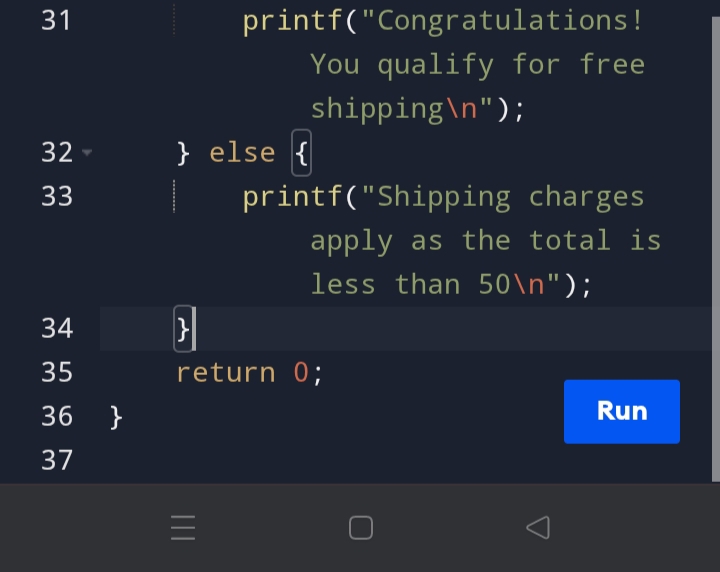 31 printf("Congratulations!
You qualify for free
shipping\n");
32 } else {
33 printf("Shipping charges
apply as the total is
less than 50\n");
34 }
35 return 0;
36 }
Run
37